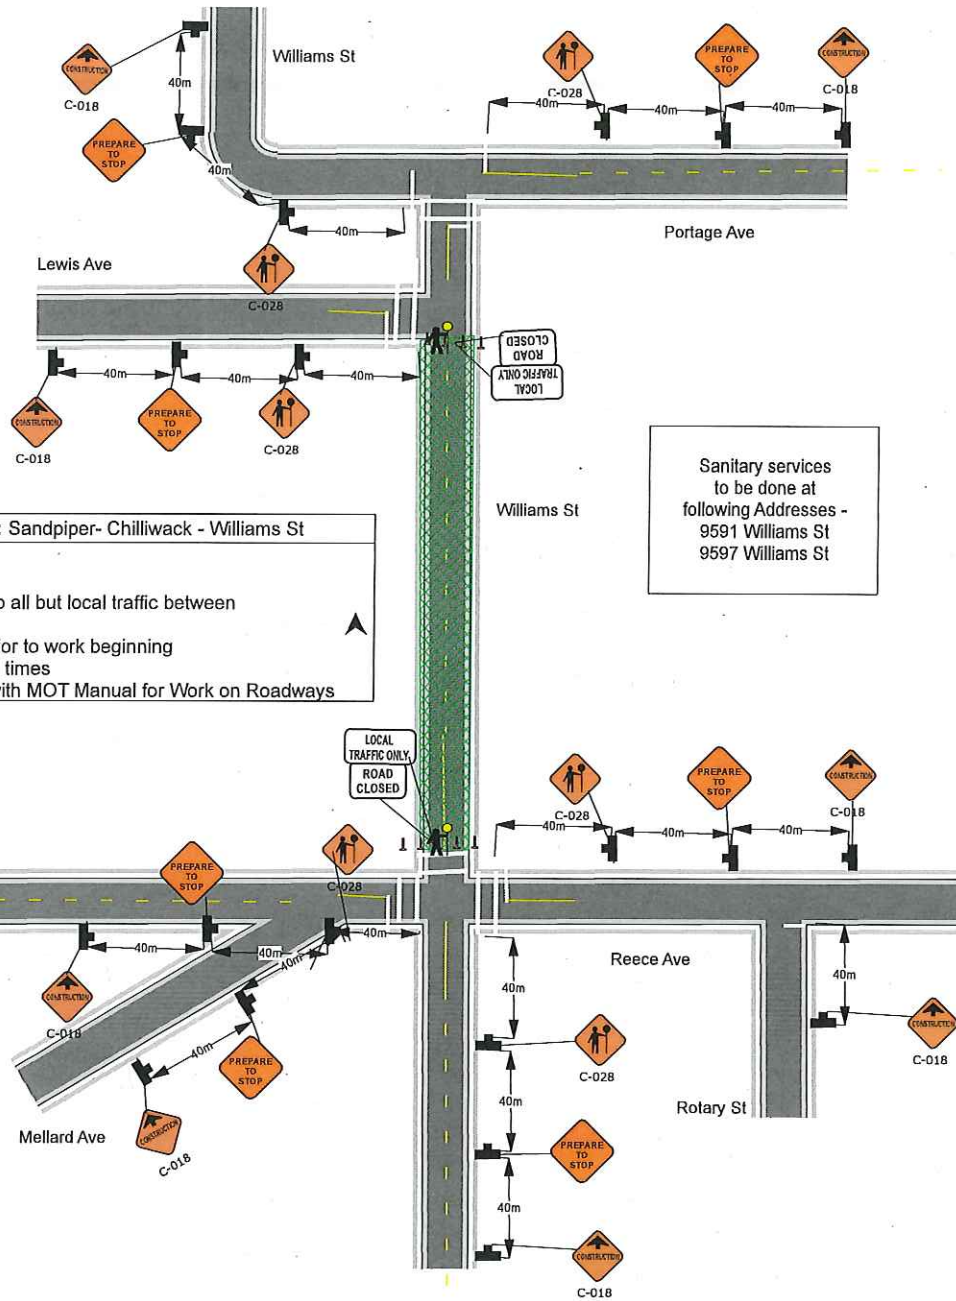 Williams St
CONSTRUCTION
C-018
40m
PREPARE
TO
STOP
40m
40m
C-028
C-028
40m
40m
40m
PREPARE
TO
STOP
CONSTRUCTION
C-018
Portage Ave
Lewis Ave
40m
40m
40m
CONSTRUCTION
C-018
PREPARE
TO
STOP
C-028
ROAD
CLOSED
LOCAL
TRAFFIC ONLY
Williams St
Sanitary services
to be done at
following Addresses -
9591 Williams St
9597 Williams St
: Sandpiper- Chilliwack - Williams St
o all but local traffic between
or to work beginning
times
with MOT Manual for Work on Roadways
LOCAL
TRAFFIC ONLY
ROAD
CLOSED
C-028
40m
40m
40m
PREPARE
TO
STOP
CONSTRUCTION
C-018
PREPARE
TO
STOP
C-028
40m
40m
40m
CONSTRUCTION
C-018
40m
40m
PREPARE
TO
STOP
CONSTRUCTION
C-018
Mellard Ave
Reece Ave
40m
C-028
40m
PREPARE
TO
STOP
40m
CONSTRUCTION
C-018
Rotary St
40m
CONSTRUCTION
C-018